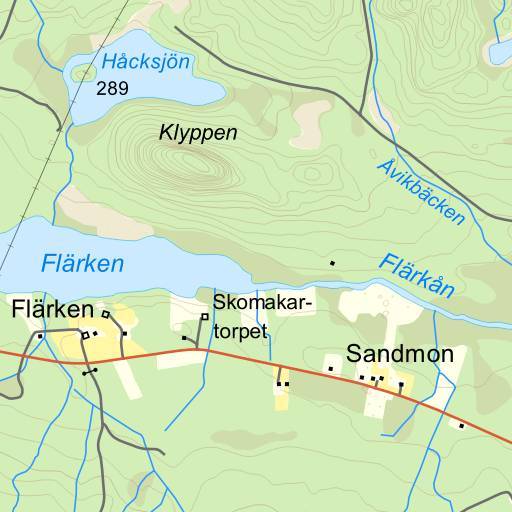 Håcksjön
289
Klyppen
Åvikbäcken
Flärken
Flärkån
Flärken
Skomakar-
torpet
Sandmon